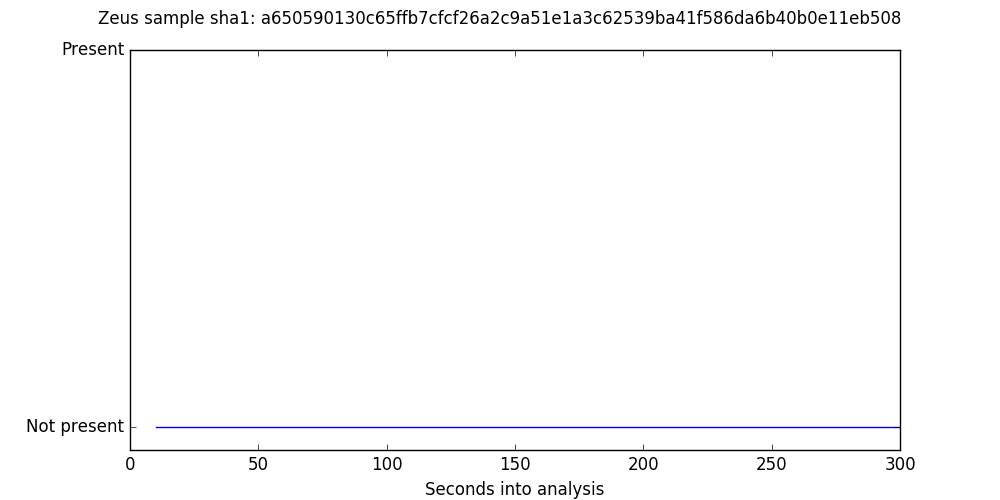 Zeus sample sha1: a650590130c65ffb7cfcf26a2c9a51e1a3c62539ba41f586da6b40b0e11eb508
Present
Not present
0 50 100 150 200 250 300
Seconds into analysis